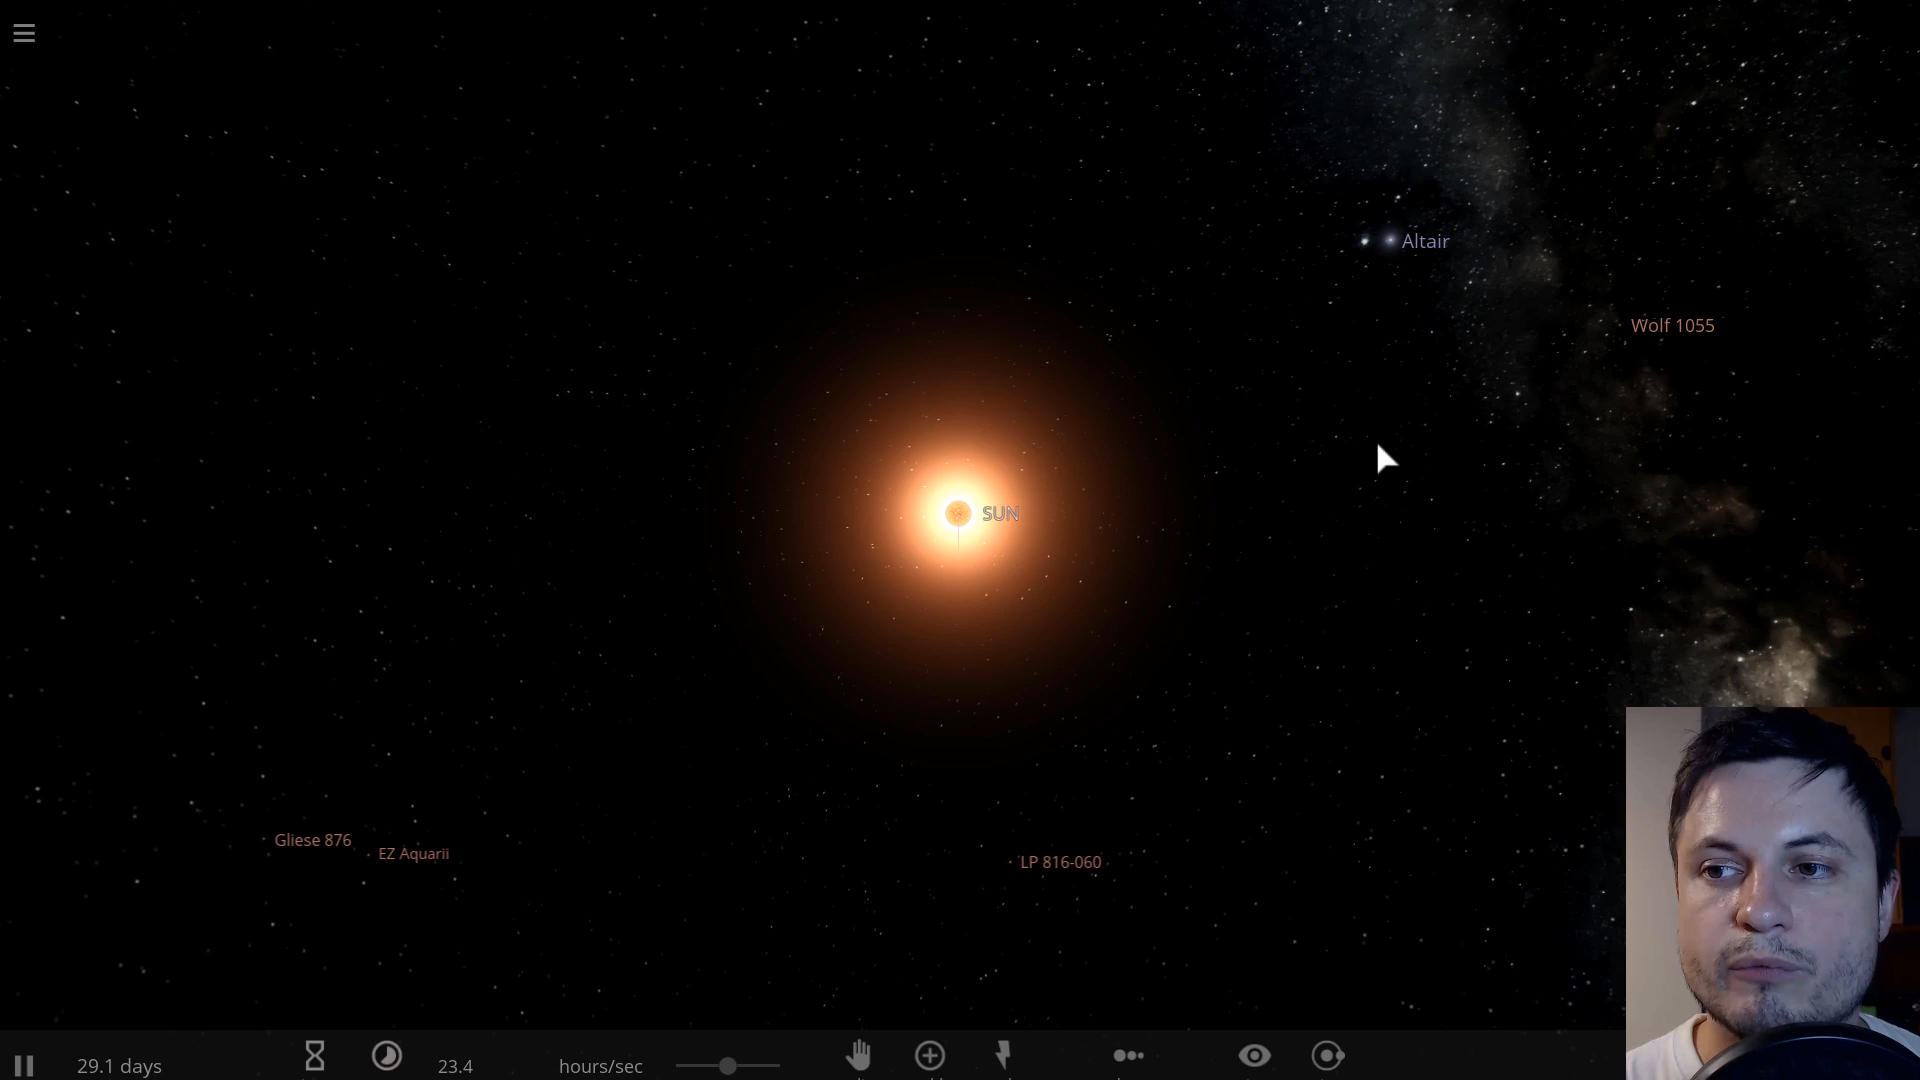 Altair
Wolf 1055
SUN
Gliese 876
EZ Aquarii
LP 816-060
29.1 days
23.4
hours/sec